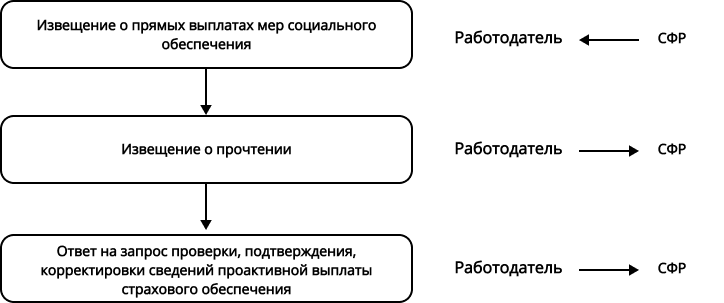 Извещение о прямых выплатах мер социального
обеспечения
Работодатель СФР
Извещение о прочтении
Работодатель СФР
Ответ на запрос проверки, подтверждения,
корректировки сведений проактивной выплаты
страхового обеспечения
Работодатель СФР